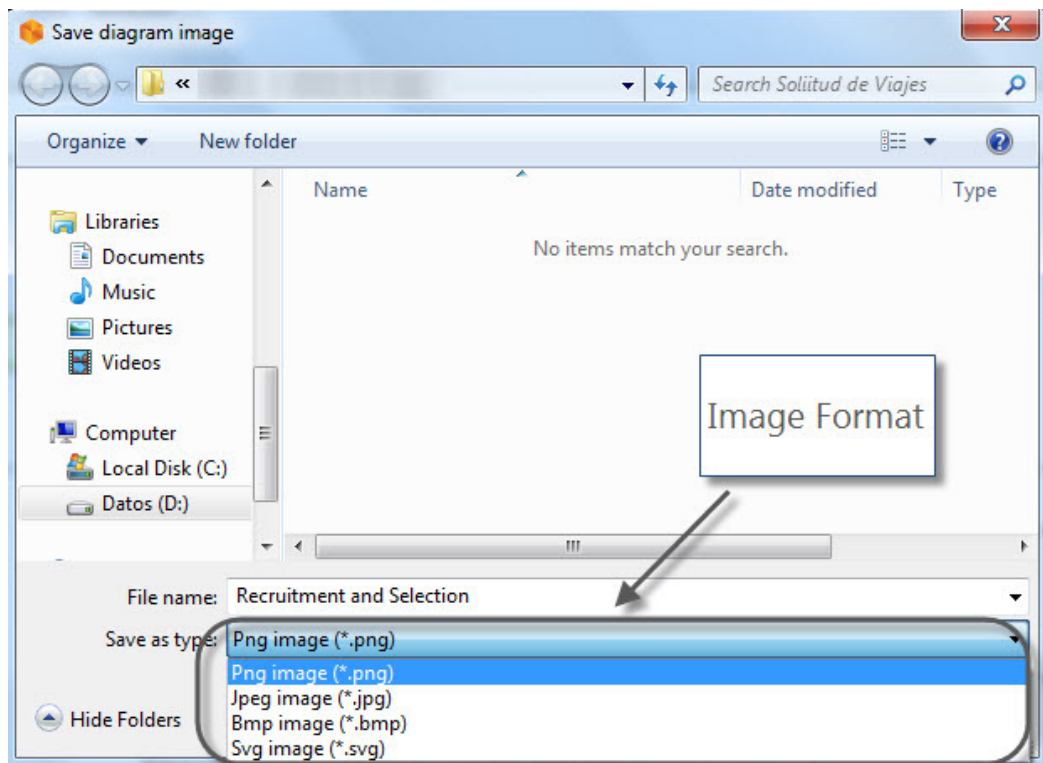 Save diagram image
x
«
Search Soliitud de Viajes
Organize
New folder
?
Name
Date modified
Type
No items match your search.
Libraries
Documents
Music
Pictures
Videos
Computer
Local Disk (C:)
Datos (D:)
Image Format
File name: Recruitment and Selection
Save as type: Png image (*.png)
Png image (*.png)
Jpeg image (*.jpg)
Bmp image (*.bmp)
Svg image (*.svg)
Hide Folders